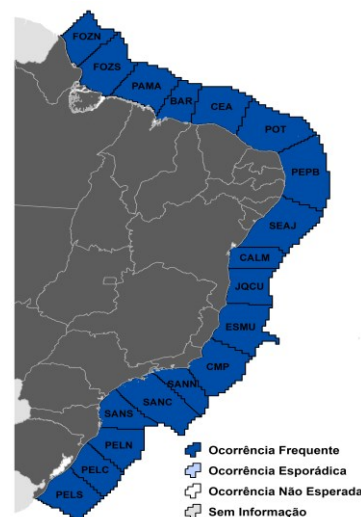 FOZN
FOZS
PAMA
BAR
CEA
POT
PEPB
SEAJ
CALM
JQCU
ESMU
CMP
SANN
SANC
SANS
PELN
PELC
PELS
Ocorrência Frequente
Ocorrência Esporádica
Ocorrência Não Esperada
Sem Informação